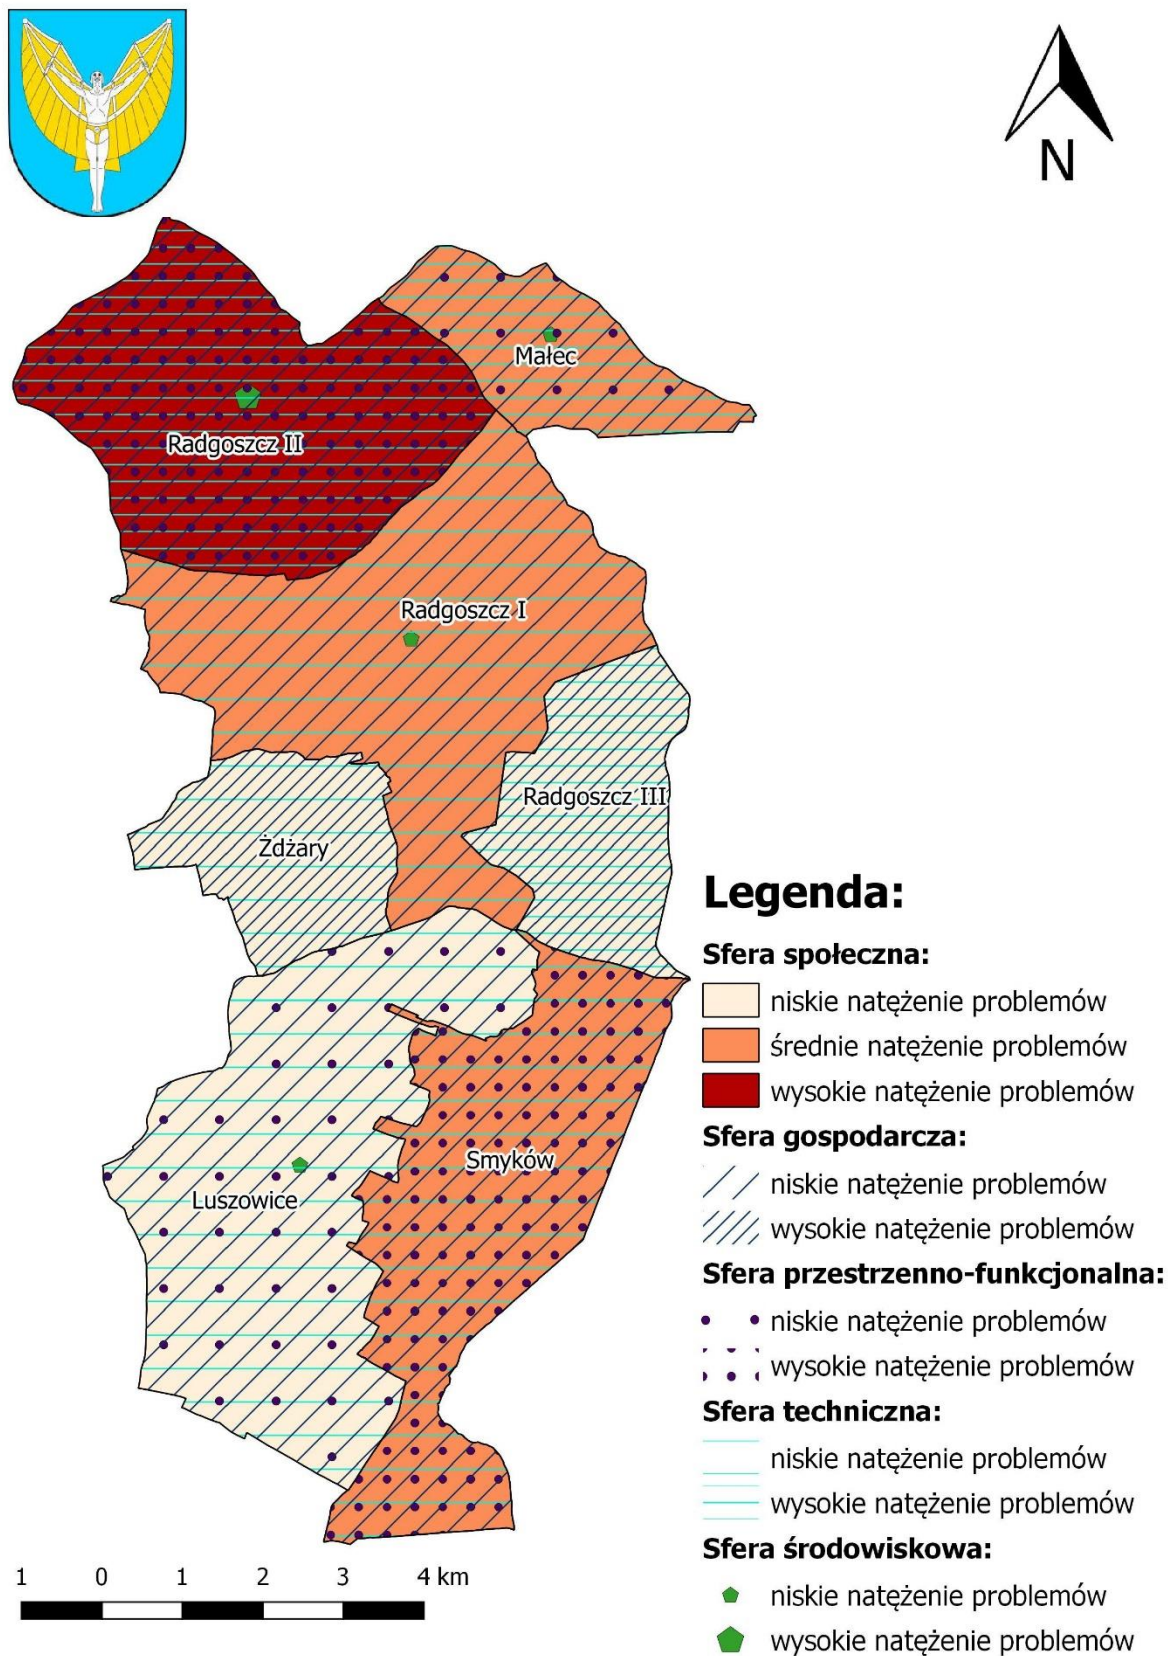 N
Małec
Radgoszcz II
Radgoszcz I
Radgoszcz III
Żdżary
Smyków
Luszowice
Legenda:
Sfera społeczna:
niskie natężenie problemów
średnie natężenie problemów
wysokie natężenie problemów
Sfera gospodarcza:
niskie natężenie problemów
wysokie natężenie problemów
Sfera przestrzenno-funkcjonalna:
niskie natężenie problemów
wysokie natężenie problemów
Sfera techniczna:
niskie natężenie problemów
wysokie natężenie problemów
Sfera środowiskowa:
niskie natężenie problemów
wysokie natężenie problemów
1 0 1 2 3 4 km